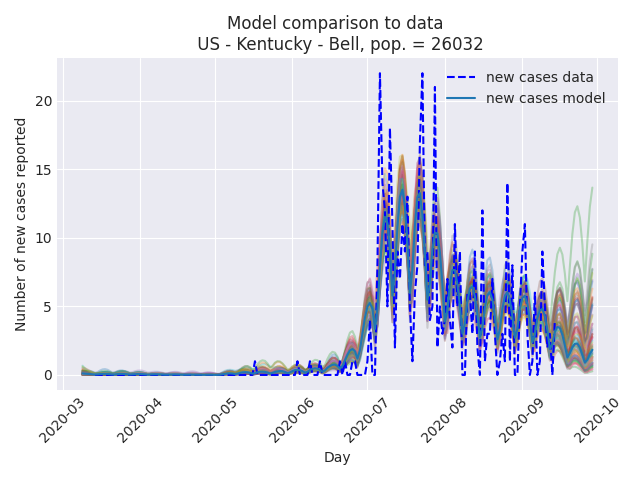 Model comparison to data
US - Kentucky - Bell, pop. = 26032
new cases data
new cases model
Number of new cases reported
20
15
10
5
0
2020-03
2020-04
2020-05
2020-06
2020-07
2020-08
2020-09
2020-10
Day